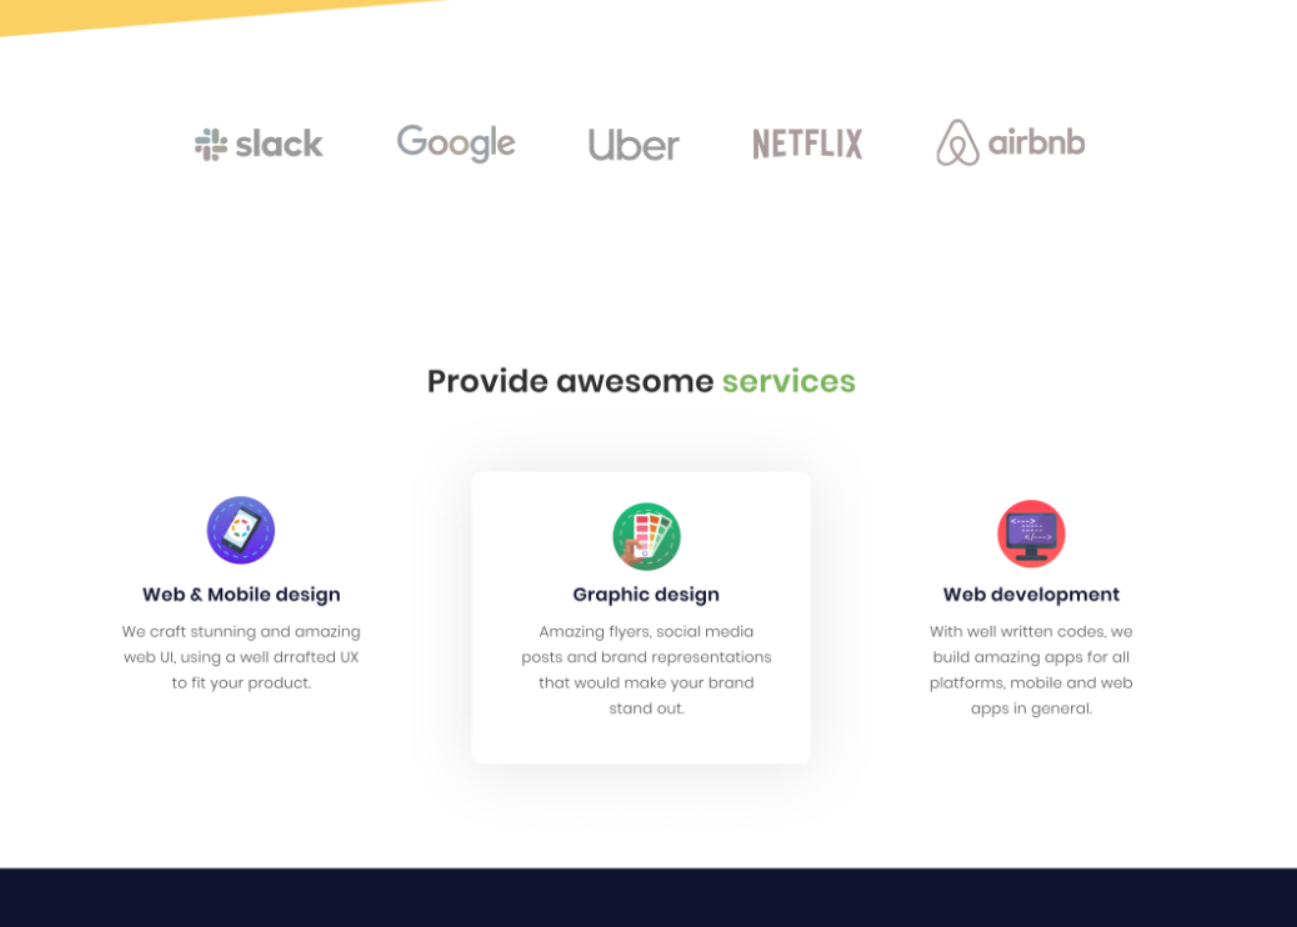 slack Google Uber NETFLIX airbnb
Provide awesome services
Web & Mobile design
We craft stunning and amazing
web UI, using a well drrafted UX
to fit your product.
Graphic design
Amazing flyers, social media
posts and brand representations
that would make your brand
stand out.
<--->
</--->
Web development
With well written codes, we
build amazing apps for all
platforms, mobile and web
apps in general.